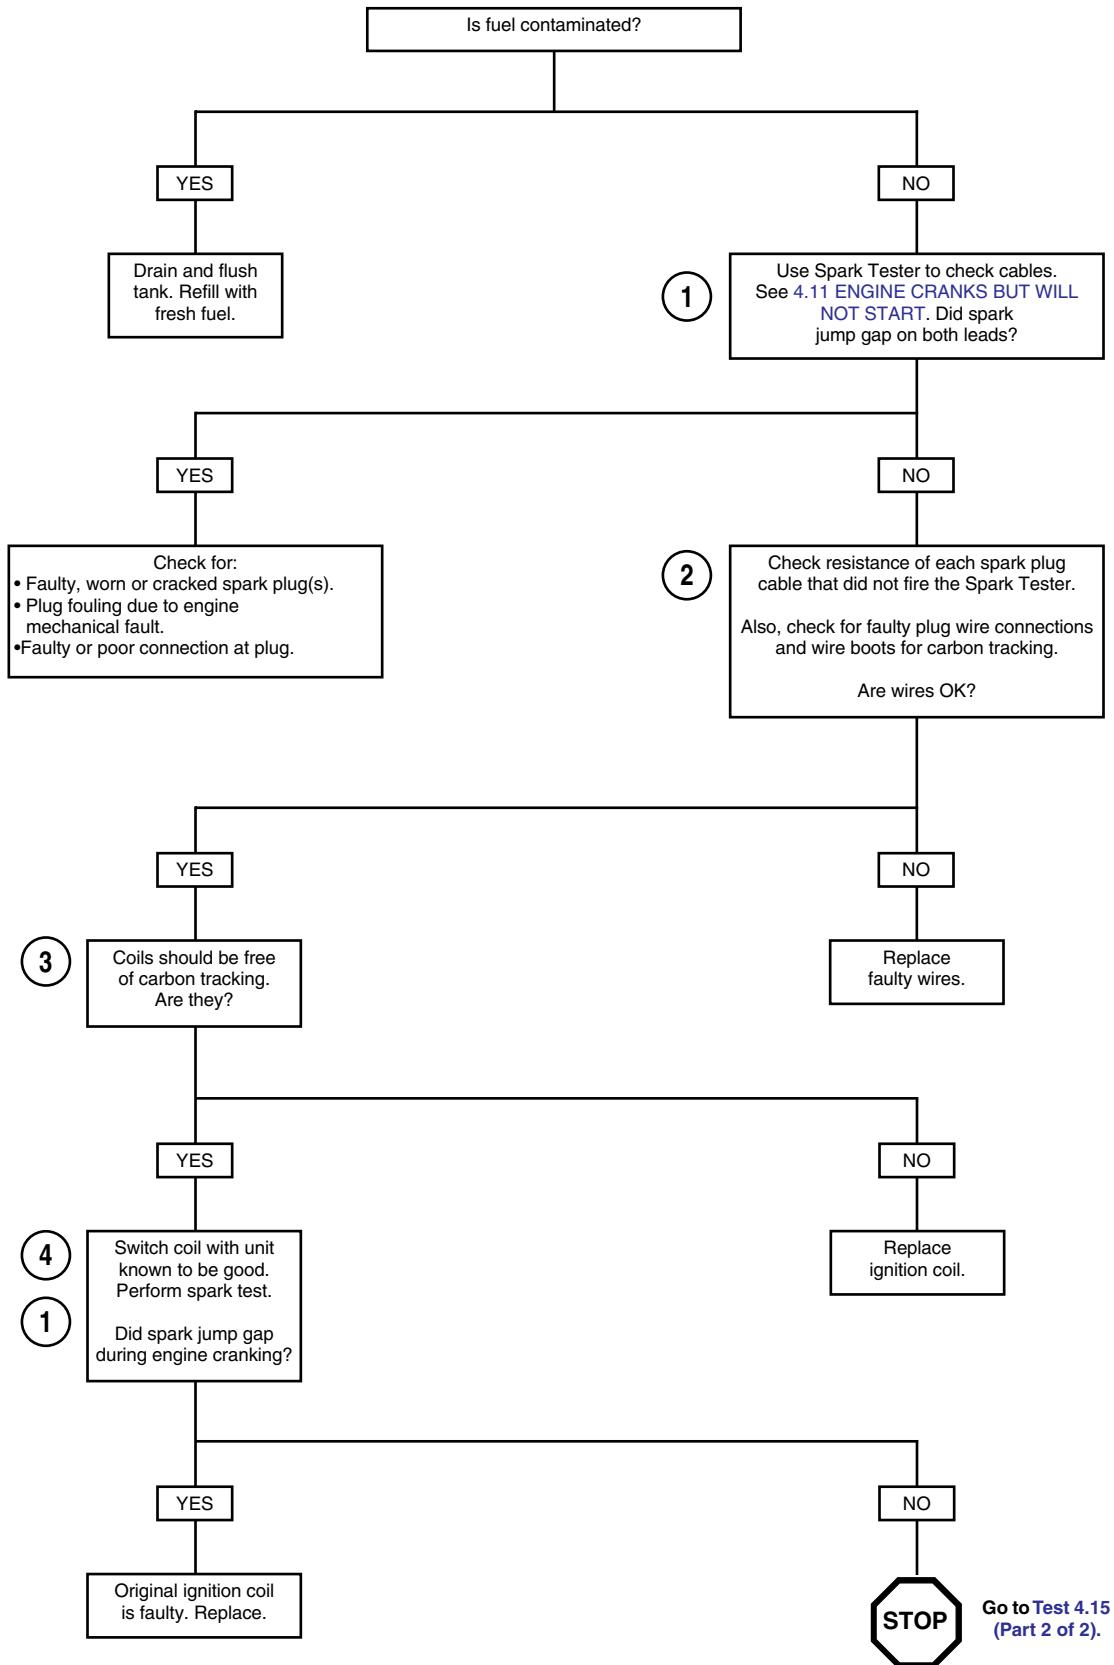 Is fuel contaminated?
YES
NO
Drain and flush
tank. Refill with
fresh fuel.
1
Use Spark Tester to check cables.
See 4.11 ENGINE CRANKS BUT WILL
NOT START. Did spark
jump gap on both leads?
YES
NO
Check for:
• Faulty, worn or cracked spark plug(s).
• Plug fouling due to engine
mechanical fault.
•Faulty or poor connection at plug.
2
Check resistance of each spark plug
cable that did not fire the Spark Tester.
Also, check for faulty plug wire connections
and wire boots for carbon tracking.
Are wires OK?
YES
NO
3
Coils should be free
of carbon tracking.
Are they?
Replace
faulty wires.
YES
NO
4
1
Switch coil with unit
known to be good.
Perform spark test.
Did spark jump gap
during engine cranking?
Replace
ignition coil.
YES
NO
Original ignition coil
is faulty. Replace.
STOP
Go to Test 4.15
(Part 2 of 2).